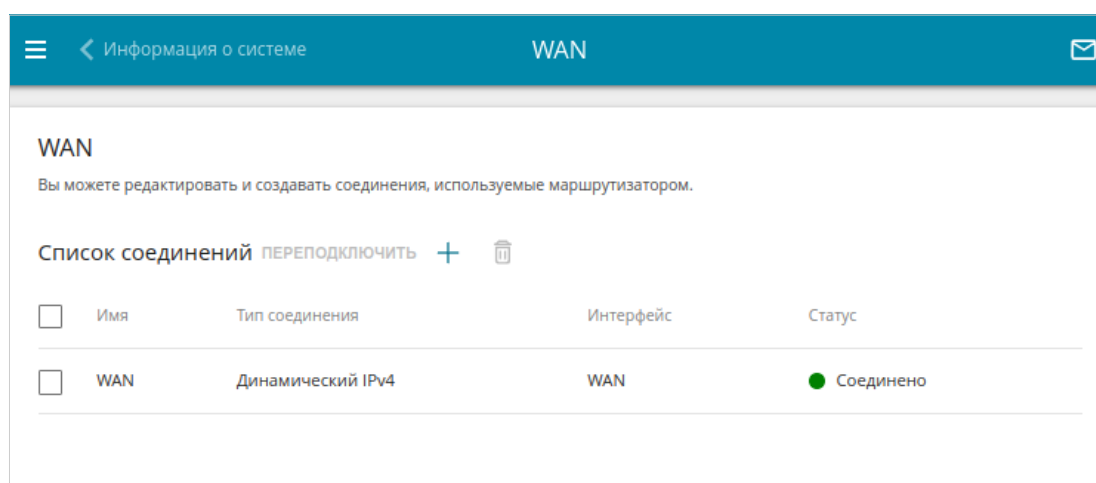 Информация о системе WAN
WAN
Вы можете редактировать и создавать соединения, используемые маршрутизатором.
Список соединений ПЕРЕПОДКЛЮЧИТЬ
Имя Тип соединения Интерфейс Статус
WAN Динамический IPv4 WAN Соединено